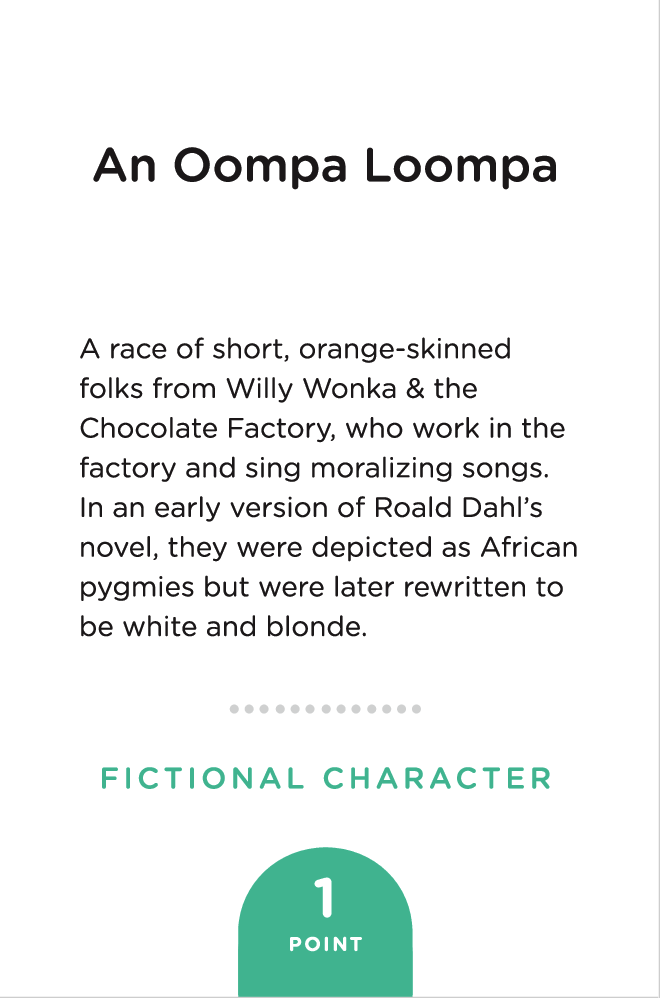 An Oompa Loompa
A race of short, orange-skinned
folks from Willy Wonka & the
Chocolate Factory, who work in the
factory and sing moralizing songs.
In an early version of Roald Dahl’s
novel, they were depicted as African
pygmies but were later rewritten to
be white and blonde.
FICTIONAL CHARACTER
1
POINT